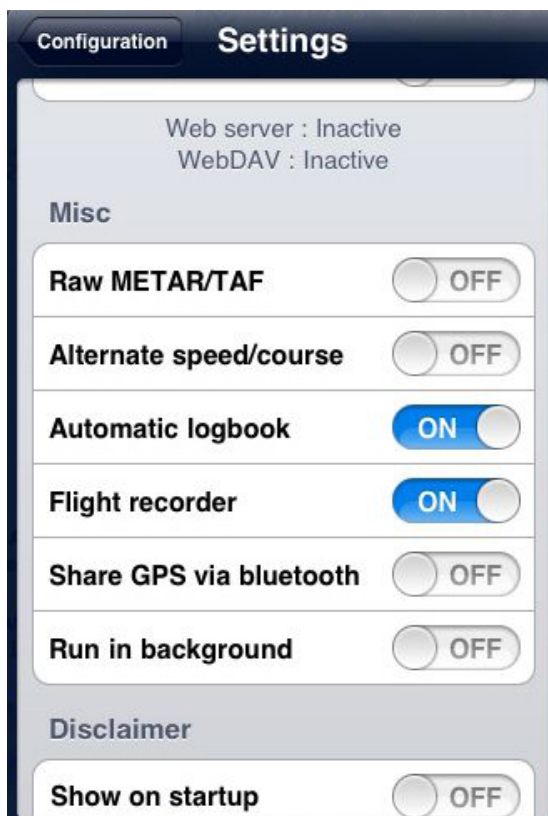 Configuration
Settings
Web server : Inactive
WebDAV : Inactive
Misc
Raw METAR/TAF OFF
Alternate speed/course OFF
Automatic logbook ON
Flight recorder ON
Share GPS via bluetooth OFF
Run in background OFF
Disclaimer
Show on startup OFF